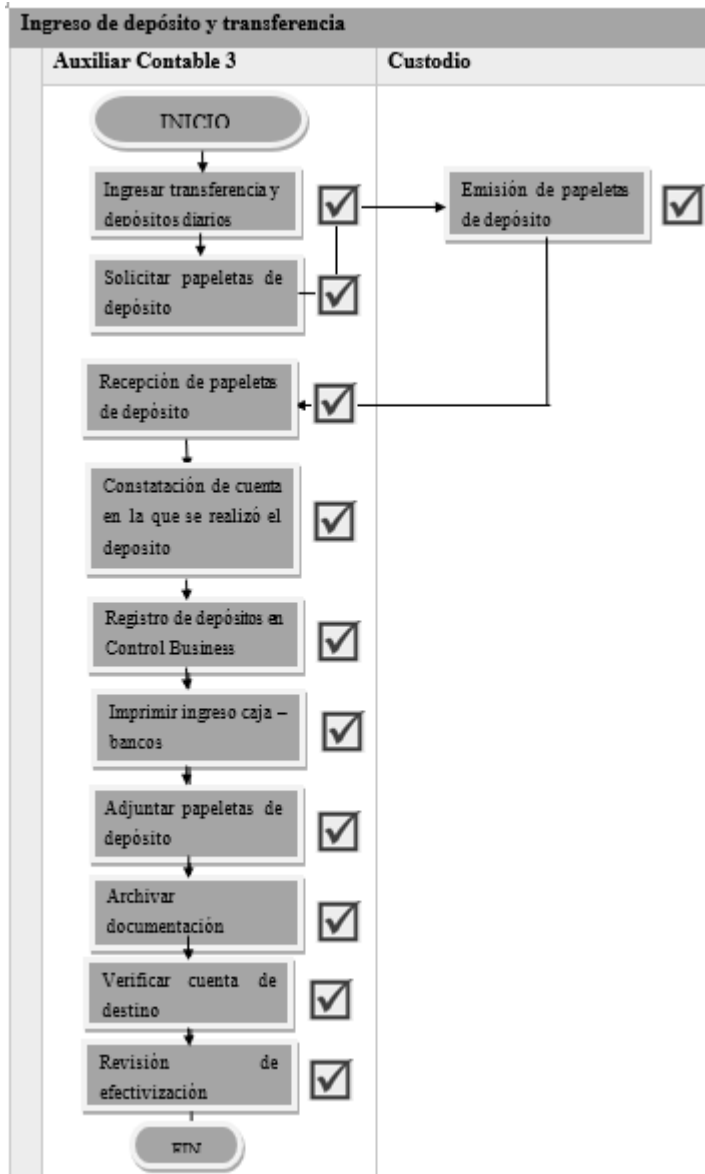 Ingreso de depósito y transferencia
Auxiliar Contable 3
Custodio
INICIO
Ingresar transferencia y
depósitos diarios
Emisión de papeletas
de depósito
Solicitar papeletas de
depósito
Recepción de papeletas
de depósito
Constatación de cuenta
en la que se realizó el
deposito
Registro de depósitos en
Control Business
Imprimir ingreso caja –
bancos
Adjuntar papeletas de
depósito
Archivar
documentación
Verificar cuenta de
destino
Revisión de
efectivización
FIN